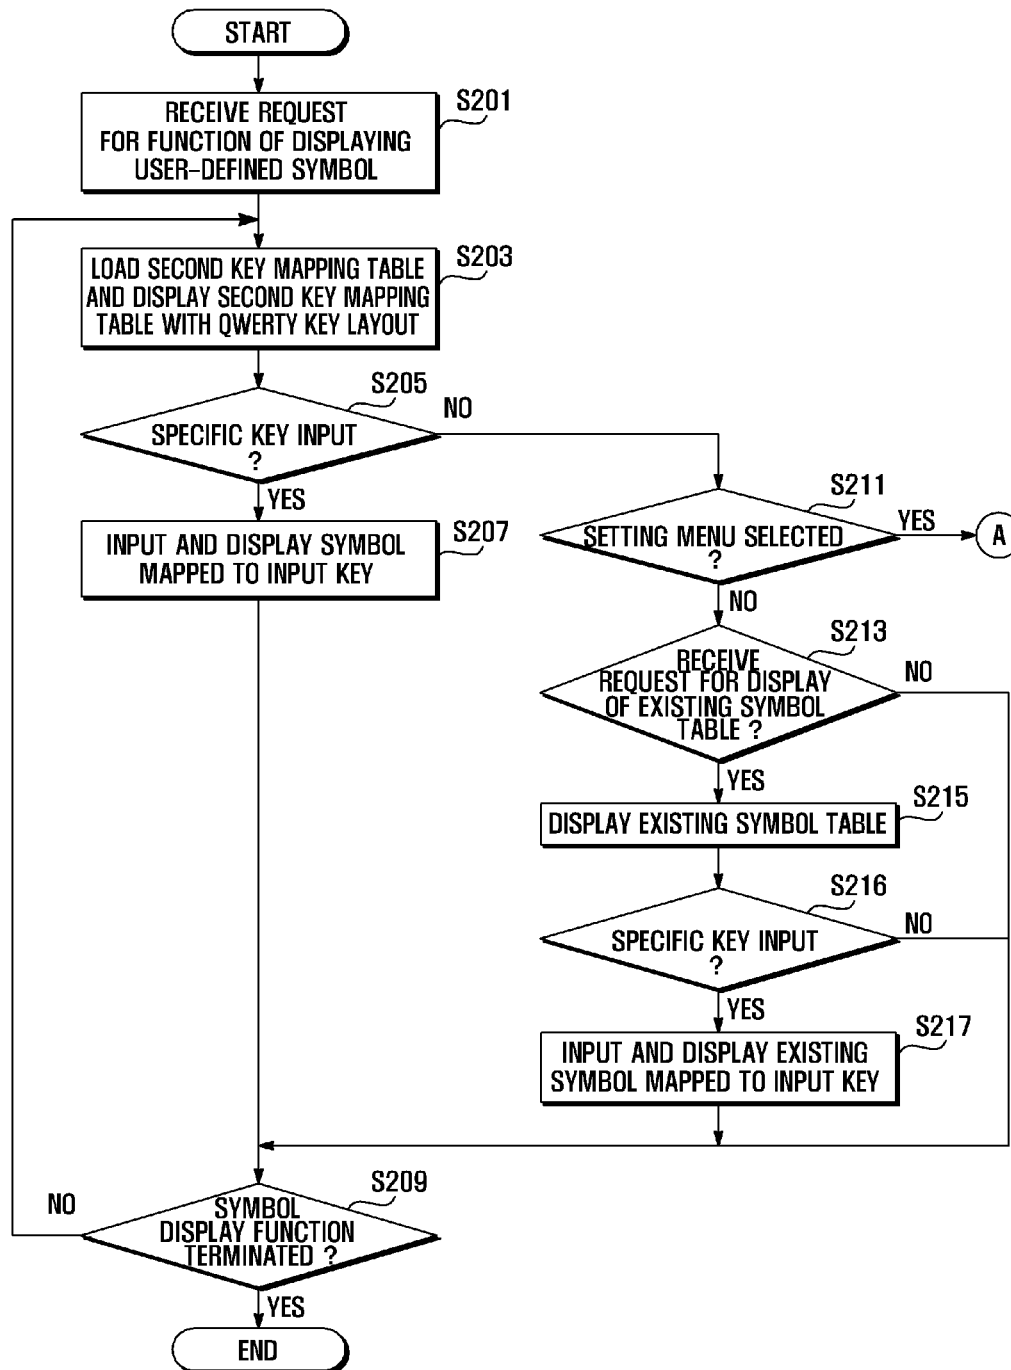 START
RECEIVE REQUEST
FOR FUNCTION OF DISPLAYING
USER-DEFINED SYMBOL
S201
LOAD SECOND KEY MAPPING TABLE
AND DISPLAY SECOND KEY MAPPING
TABLE WITH QWERTY KEY LAYOUT
S203
SPECIFIC KEY INPUT
?
S205
NO
YES
INPUT AND DISPLAY SYMBOL
MAPPED TO INPUT KEY
S207
SETTING MENU SELECTED
?
S211
YES
A
NO
RECEIVE
REQUEST FOR DISPLAY
OF EXISTING SYMBOL
TABLE ?
S213
NO
YES
DISPLAY EXISTING SYMBOL TABLE
S215
SPECIFIC KEY INPUT
?
S216
NO
YES
INPUT AND DISPLAY EXISTING
SYMBOL MAPPED TO INPUT KEY
S217
SYMBOL
DISPLAY FUNCTION
TERMINATED ?
S209
NO
YES
END